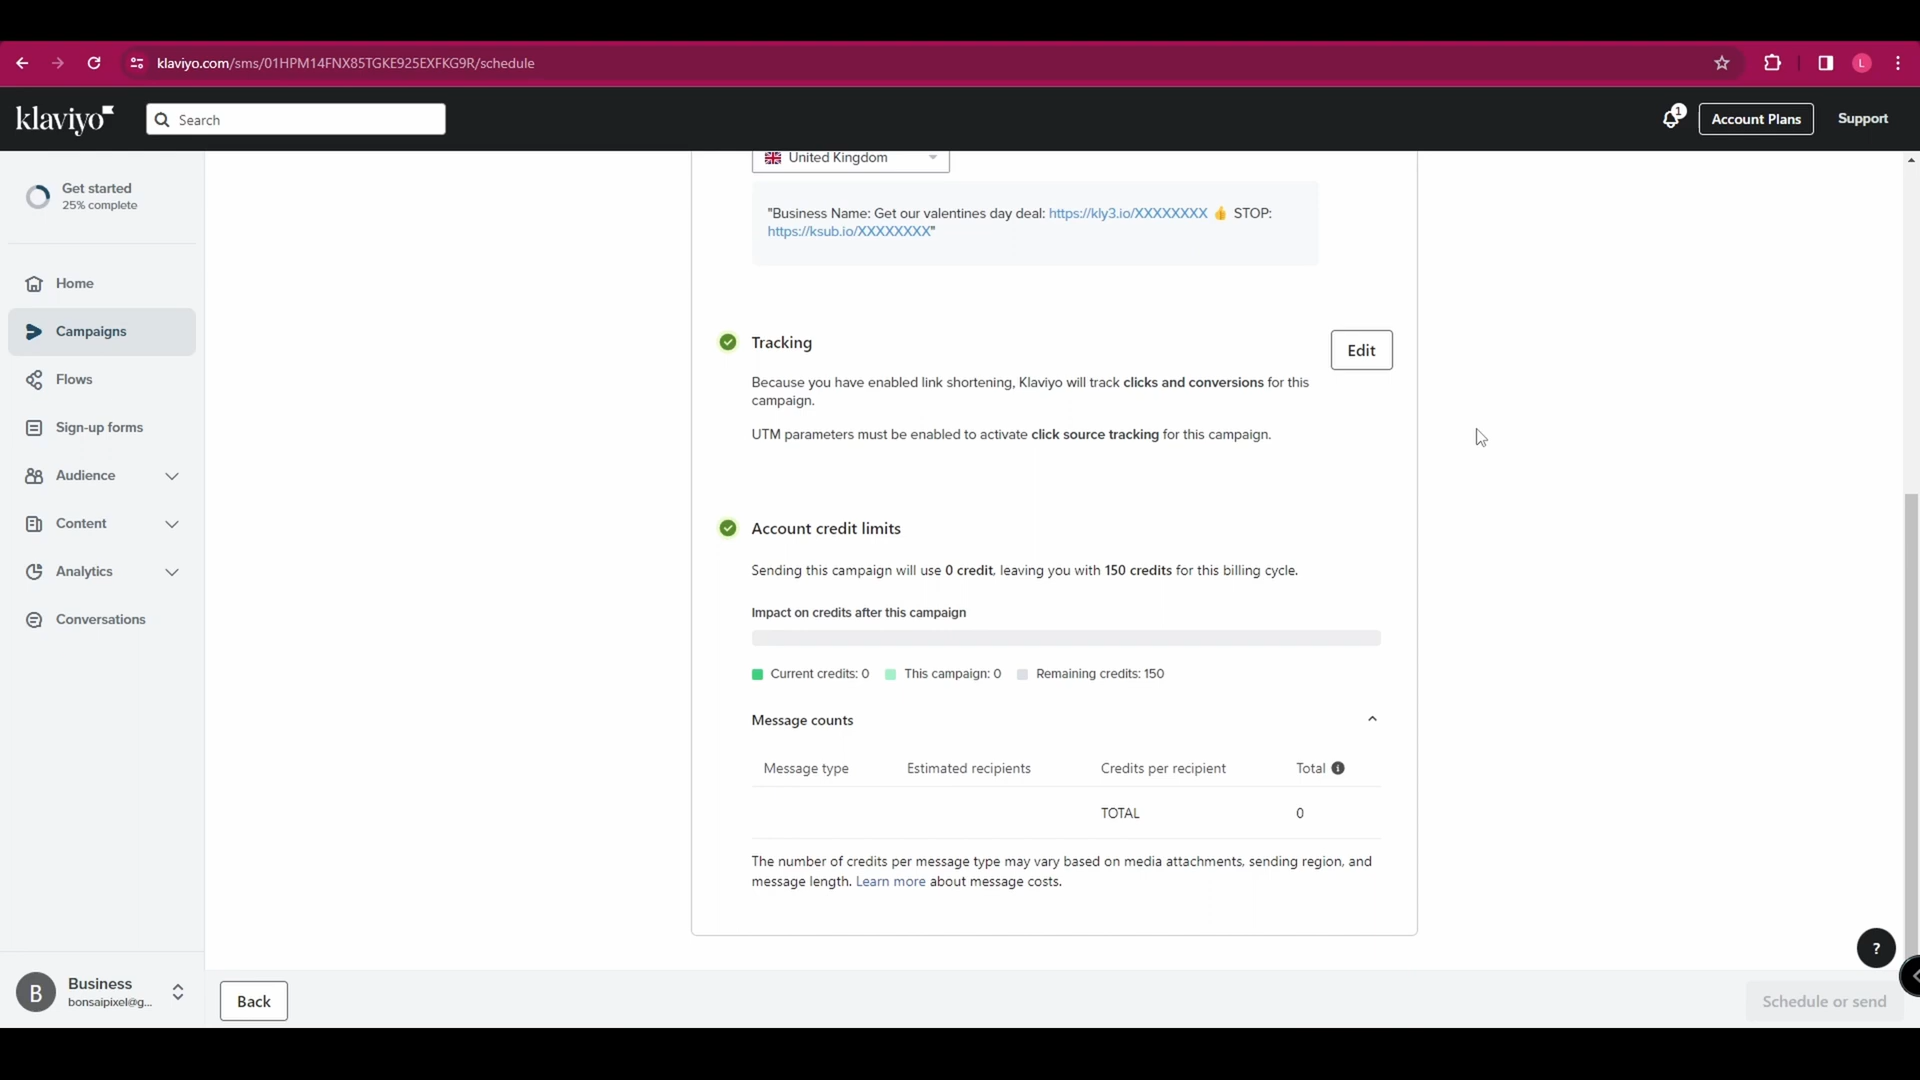 klaviyo.com/sms/01HPM14FNX85TGKE925EXFKG9R/schedule
L
klaviyo
Search
1
Account Plans
Support
Get started
25% complete
Home
Campaigns
Flows
Sign-up forms
Audience
Content
Analytics
Conversations
B
Business
bonsaipixel@g...
United Kingdom
"Business Name: Get our valentines day deal: https://kly3.io/XXXXXXXX 👍 STOP:
https://ksub.io/XXXXXXXX"
Tracking
Edit
Because you have enabled link shortening, Klaviyo will track clicks and conversions for this
campaign.
UTM parameters must be enabled to activate click source tracking for this campaign.
Account credit limits
Sending this campaign will use 0 credit, leaving you with 150 credits for this billing cycle.
Impact on credits after this campaign
Current credits: 0 This campaign: 0 Remaining credits: 150
Message counts
Message type Estimated recipients Credits per recipient Total
TOTAL 0
The number of credits per message type may vary based on media attachments, sending region, and
message length. Learn more about message costs.
?
Back
Schedule or send